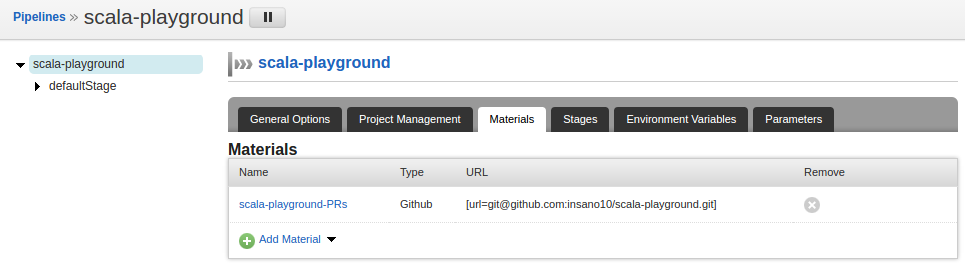 Pipelines » scala-playground
scala-playground
defaultStage
scala-playground
General Options Project Management Materials Stages Environment Variables Parameters
Materials
Name Type URL Remove
scala-playground-PRs Github [url=git@github.com:insano10/scala-playground.git]
Add Material